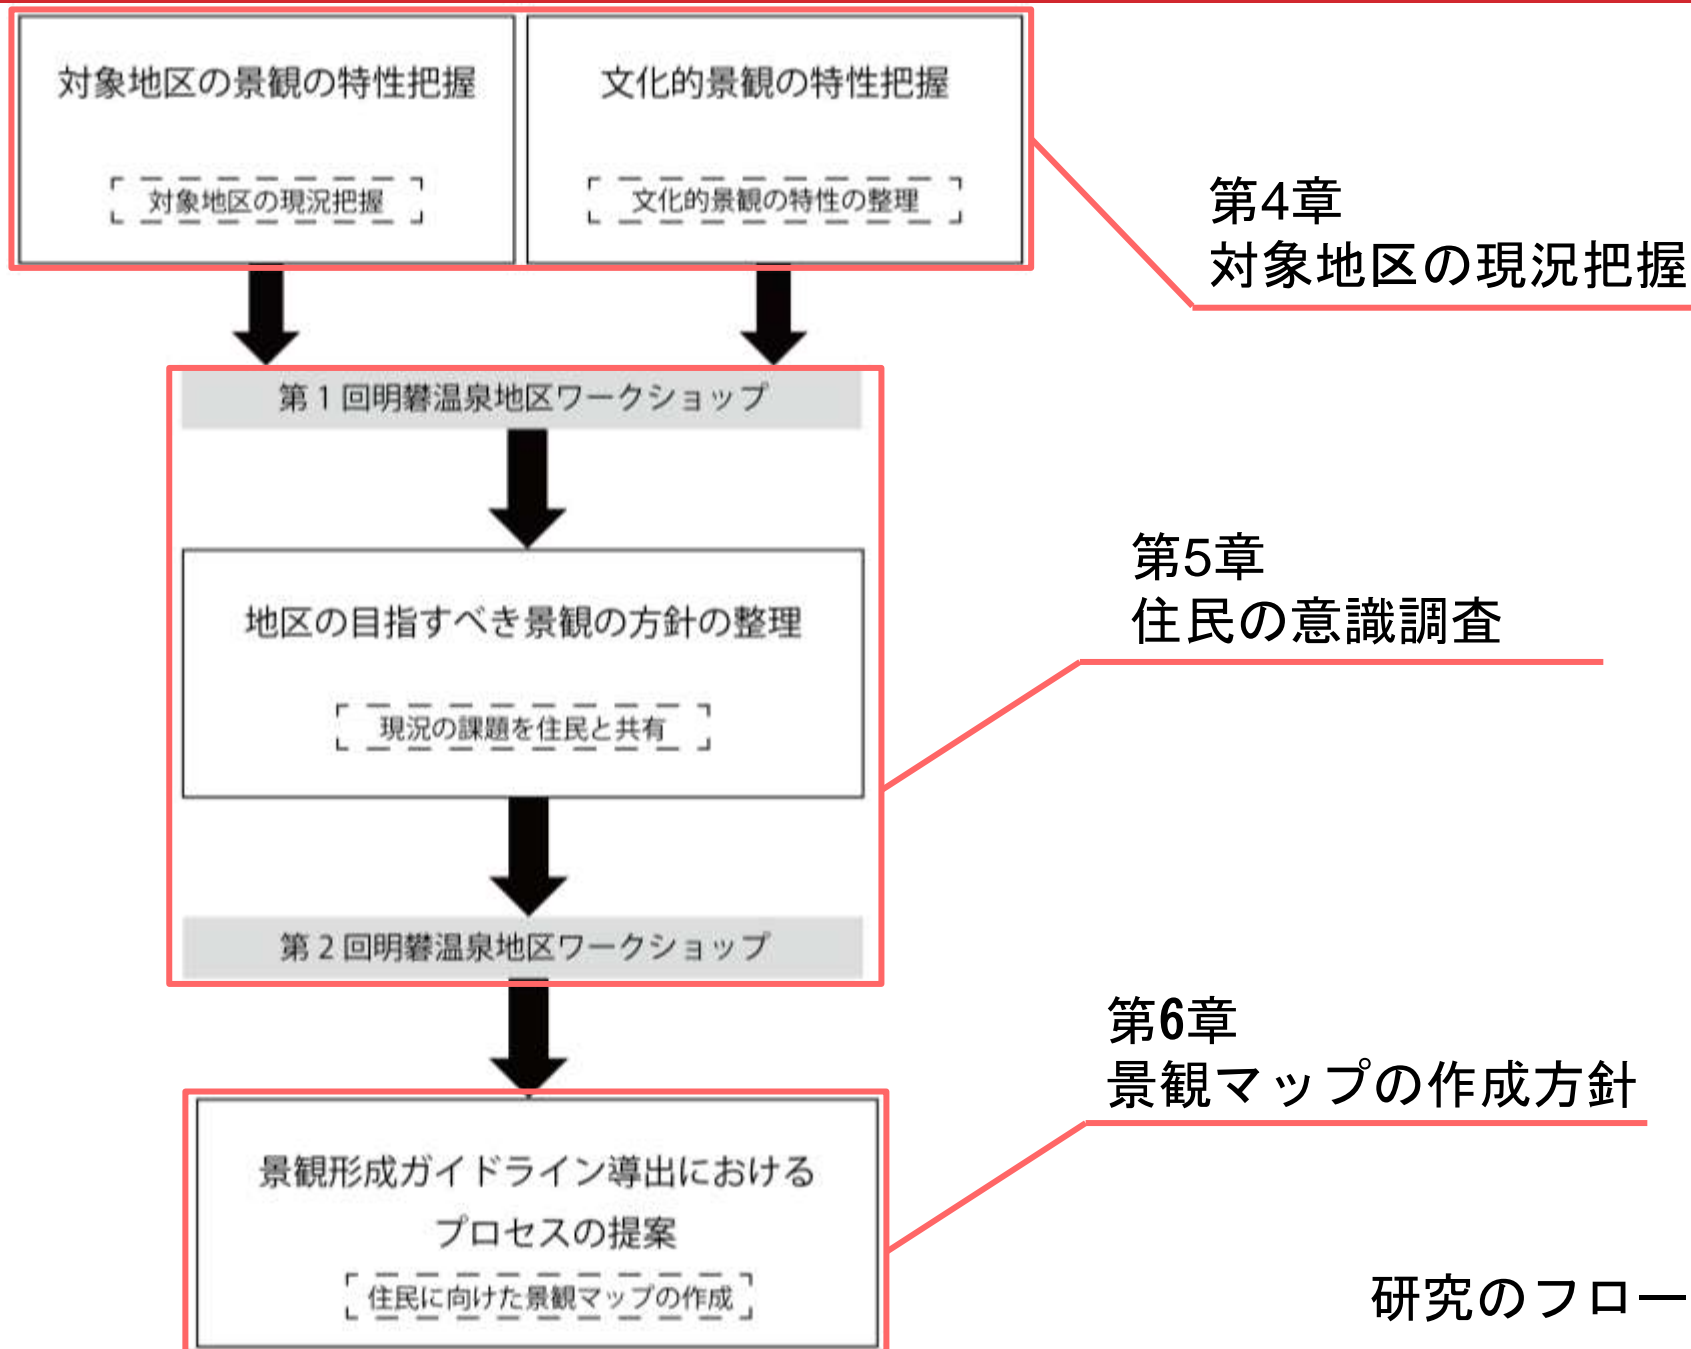 対象地区の景観の特性把握
対象地区の現況把握
文化的景観の特性把握
文化的景観の特性の整理
第4章
対象地区の現況把握
第1回明礬温泉地区ワークショップ
地区の目指すべき景観の方針の整理
現況の課題を住民と共有
第5章
住民の意識調査
第2回明礬温泉地区ワークショップ
第6章
景観マップの作成方針
景観形成ガイドライン導出における
プロセスの提案
住民に向けた景観マップの作成
研究のフロー